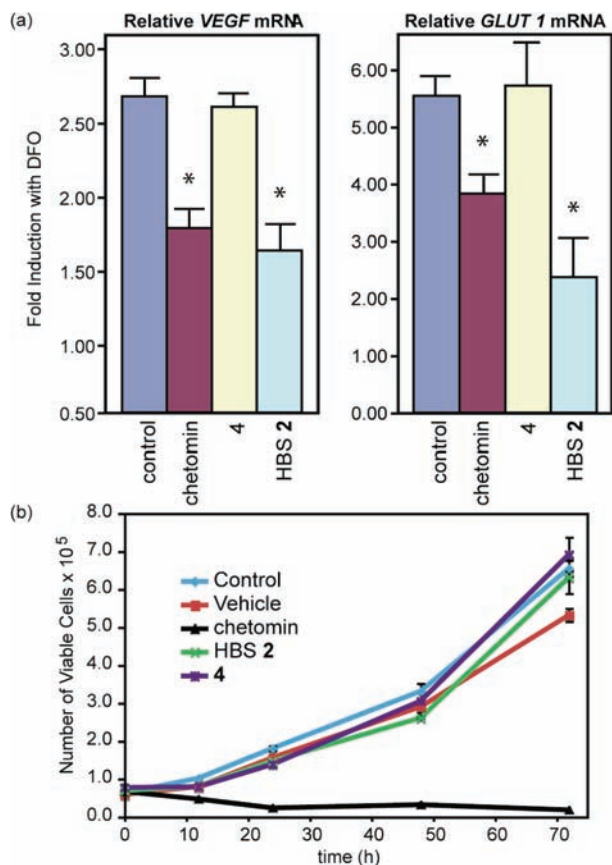 (a)
Relative VEGF mRNA
Relative GLUT 1 mRNA
Fold Induction with DFO
3.00
2.50
2.00
1.50
1.00
0.50
*
*
control
chetomin
4
HBS 2
6.00
5.00
4.00
3.00
2.00
1.00
0.00
*
*
control
chetomin
4
HBS 2
(b)
Number of Viable Cells x 10⁵
8.0
7.0
6.0
5.0
4.0
3.0
2.0
1.0
0.0
Control
Vehicle
chetomin
HBS 2
4
0 10 20 30 40 50 60 70
time (h)